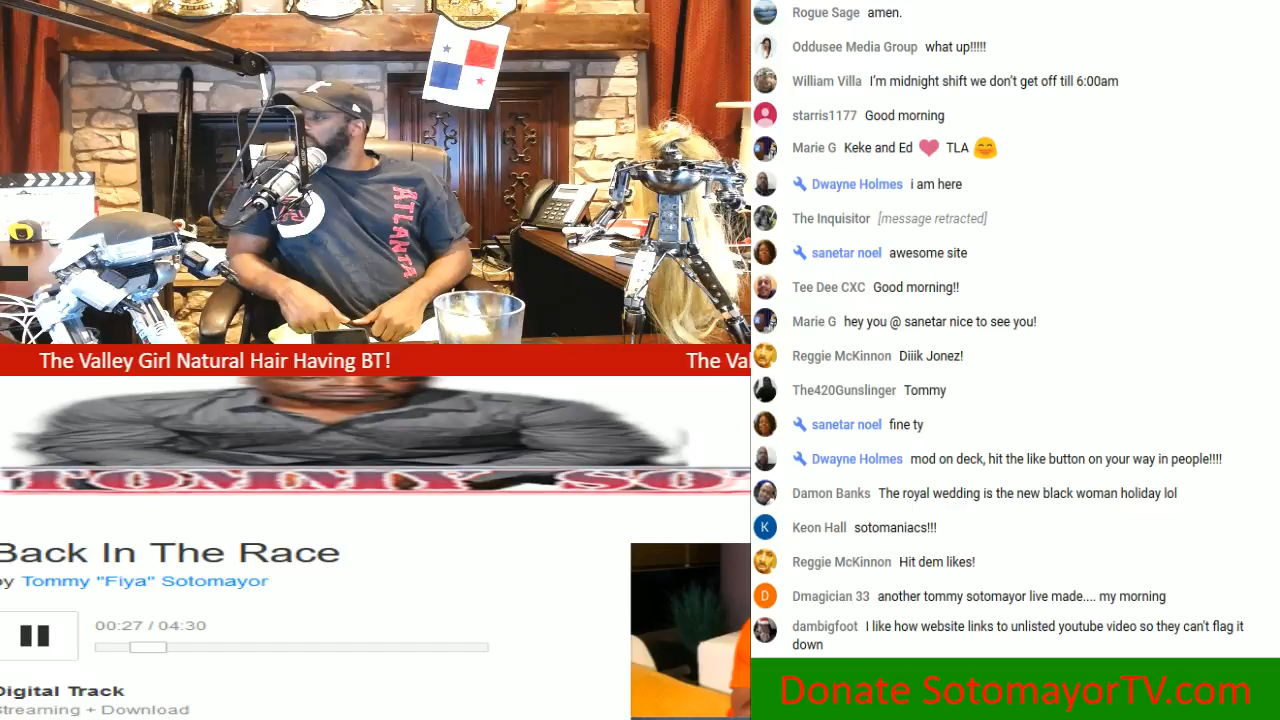 ATLANTA
The Valley Girl Natural Hair Having BT!
The Val
Back In The Race
by Tommy "Fiya" Sotomayor
00:27 / 04:30
Digital Track
Streaming + Download
Rogue Sage amen.
Oddusee Media Group what up!!!!!
William Villa I'm midnight shift we don't get off till 6:00am
starris1177 Good morning
Marie G Keke and Ed ❤ TLA 🤗
Dwayne Holmes i am here
The Inquisitor [message retracted]
sanetar noel awesome site
Tee Dee CXC Good morning!!
Marie G hey you @ sanetar nice to see you!
Reggie McKinnon Diiik Jonez!
The420Gunslinger Tommy
sanetar noel fine ty
Dwayne Holmes mod on deck, hit the like button on your way in people!!!!
Damon Banks The royal wedding is the new black woman holiday lol
K Keon Hall sotomaniacs!!!
Reggie McKinnon Hit dem likes!
D Dmagician 33 another tommy sotomayor live made.... my morning
dambigfoot I like how website links to unlisted youtube video so they can't flag it
down
Donate SotomayorTV.com